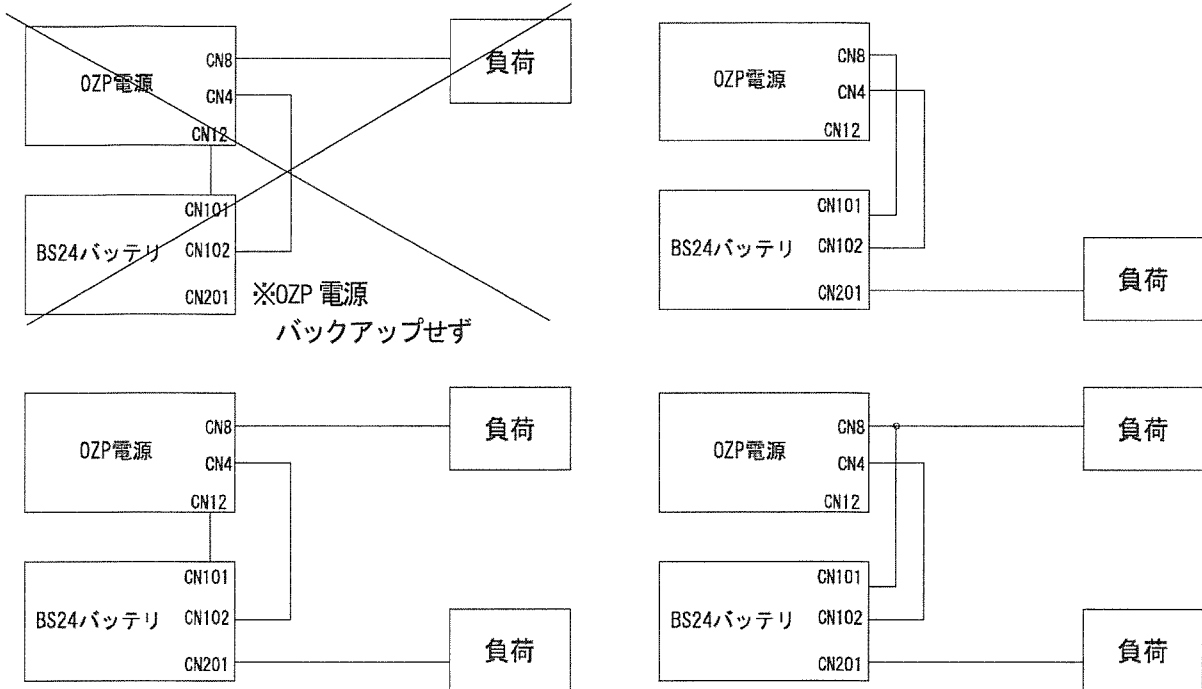 CN8
負荷
OZP電源
CN4
CN12
CN101
BS24バッテリ
CN102
CN201
※OZP 電源
バックアップせず
CN8
OZP電源
CN4
CN12
CN101
BS24バッテリ
CN102
CN201
負荷
CN8
負荷
OZP電源
CN4
CN12
CN101
BS24バッテリ
CN102
CN201
負荷
CN8
負荷
OZP電源
CN4
CN12
CN101
BS24バッテリ
CN102
CN201
負荷